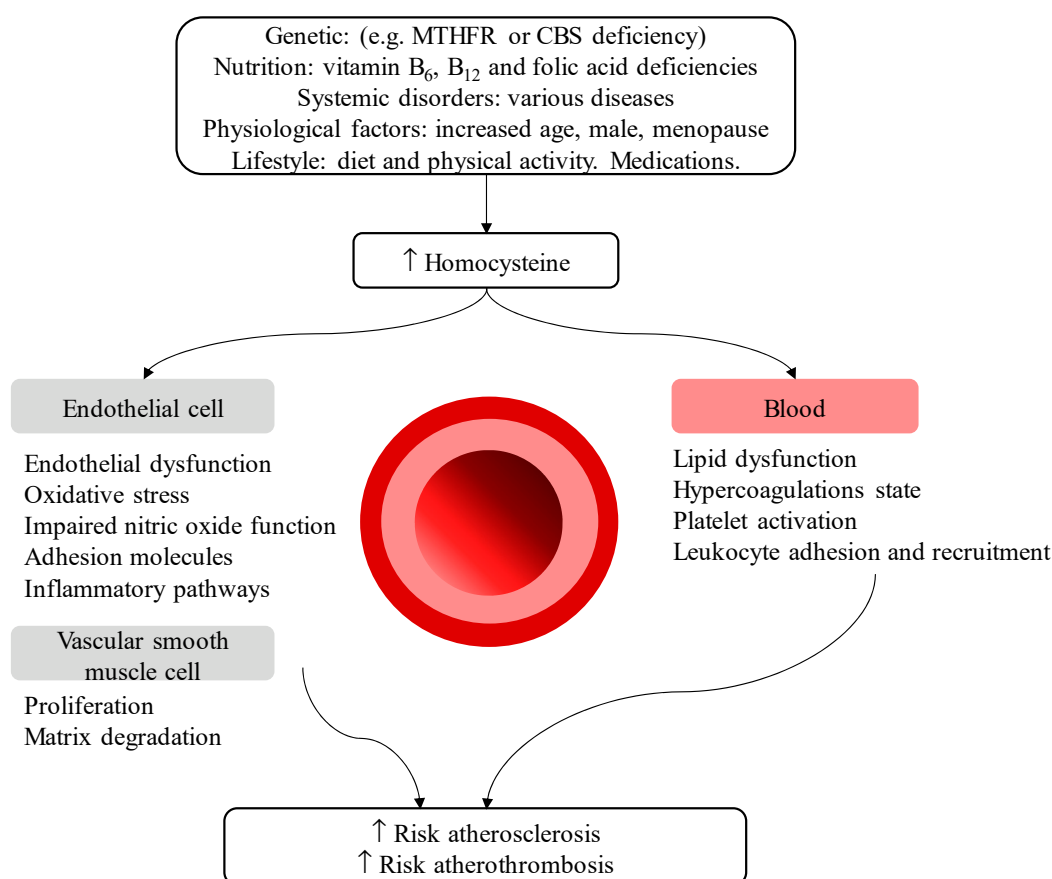 Genetic: (e.g. MTHFR or CBS deficiency)
Nutrition: vitamin B₆, B₁₂ and folic acid deficiencies
Systemic disorders: various diseases
Physiological factors: increased age, male, menopause
Lifestyle: diet and physical activity. Medications.
↑ Homocysteine
Endothelial cell
Endothelial dysfunction
Oxidative stress
Impaired nitric oxide function
Adhesion molecules
Inflammatory pathways
Vascular smooth
muscle cell
Proliferation
Matrix degradation
Blood
Lipid dysfunction
Hypercoagulations state
Platelet activation
Leukocyte adhesion and recruitment
↑ Risk atherosclerosis
↑ Risk atherothrombosis